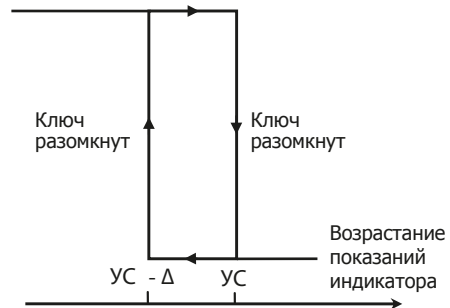 Ключ
разомкнут
Ключ
разомкнут
Возрастание
показаний
индикатора
УС - Δ
УС